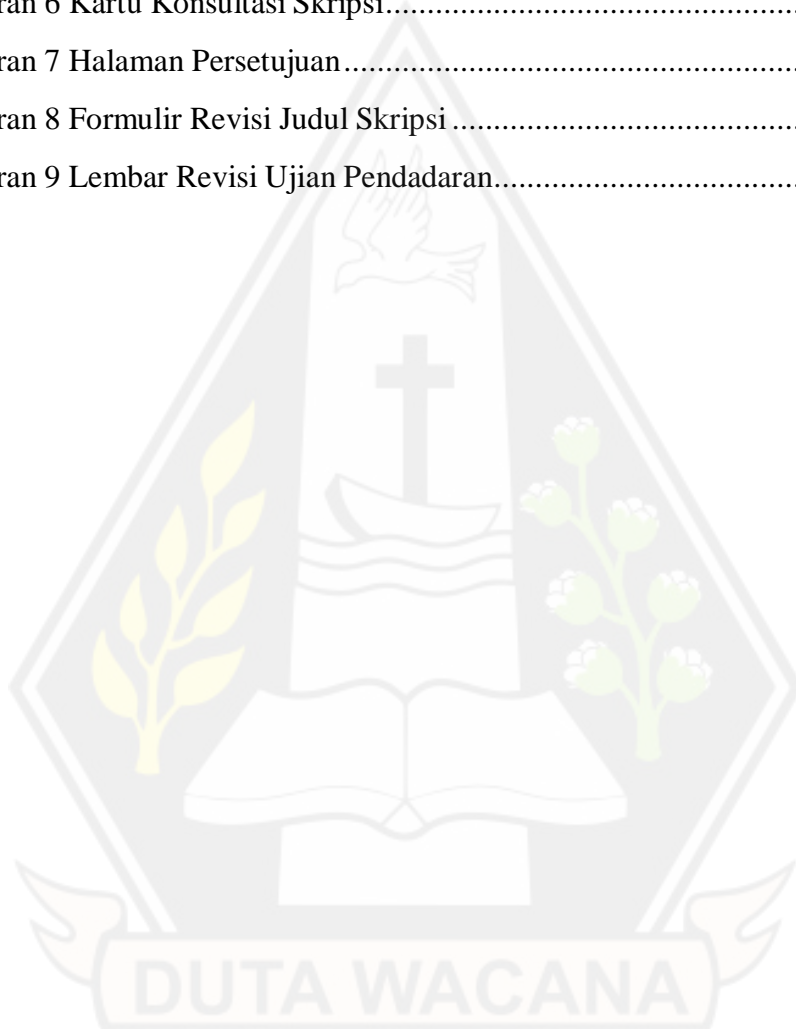 ran 6 Kartu Konsultasi Skripsi....................................................
ran 7 Halaman Persetujuan.........................................................
ran 8 Formulir Revisi Judul Skripsi............................................
ran 9 Lembar Revisi Ujian Pendadaran.......................................
DUTA WACANA